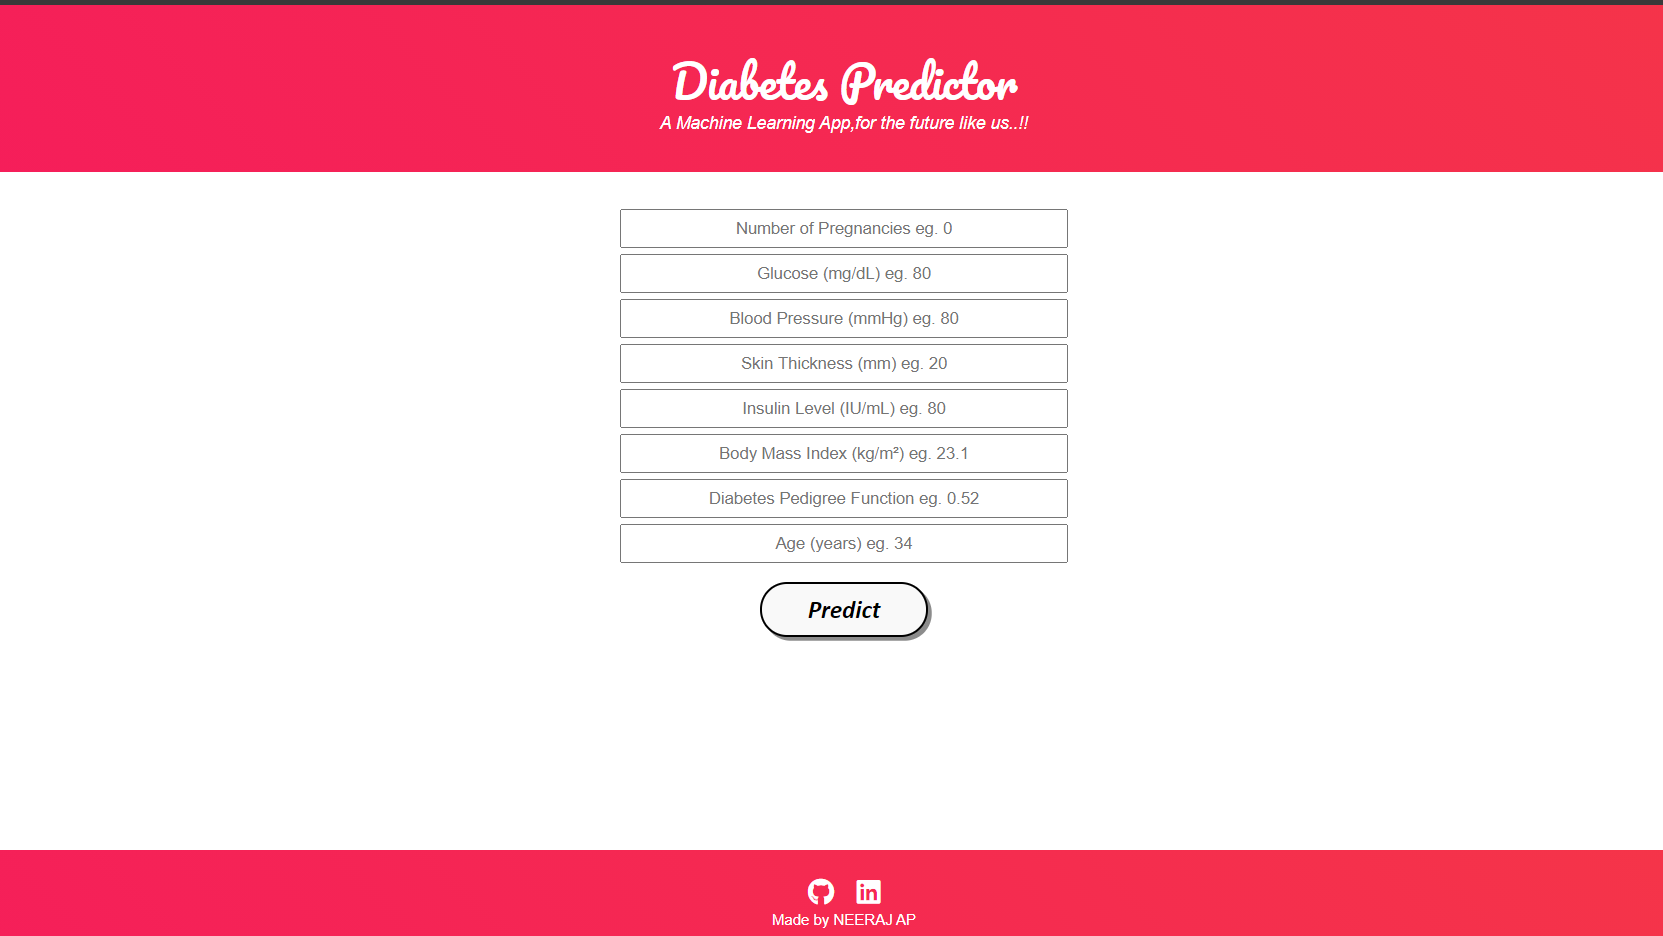 Diabetes Predictor
A Machine Learning App,for the future like us..!!
Number of Pregnancies eg. 0
Glucose (mg/dL) eg. 80
Blood Pressure (mmHg) eg. 80
Skin Thickness (mm) eg. 20
Insulin Level (IU/mL) eg. 80
Body Mass Index (kg/m²) eg. 23.1
Diabetes Pedigree Function eg. 0.52
Age (years) eg. 34
Predict
in
Made by NEERAJ AP